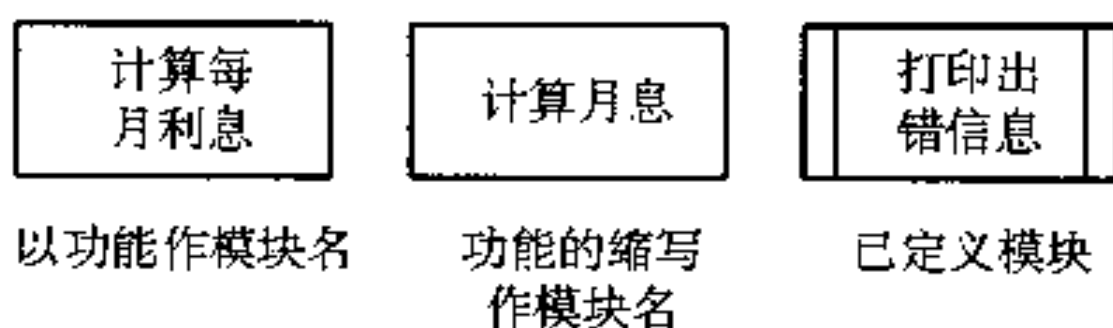 计算每
月利息
计算月息
打印出
错信息
以功能作模块名
功能的缩写
作模块名
已定义模块